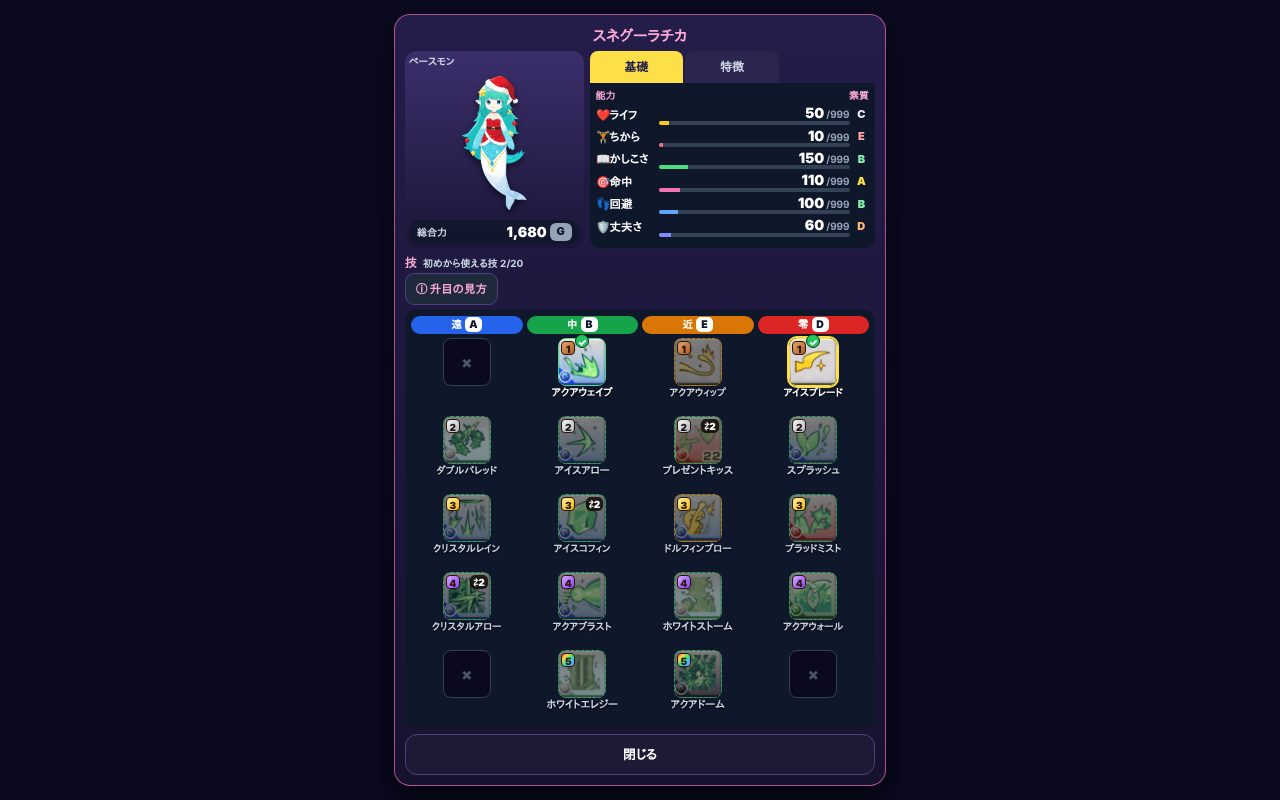 スネグーラチカ
ベースモン
総合力 1,680 G
基礎 特徴
能力 素質
ライフ 50 /999 C
ちから 10 /999 E
かしこさ 150 /999 B
命中 110 /999 A
回避 100 /999 B
丈夫さ 60 /999 D
技 初めから使える技 2/20
ⓘ 升目の見方
遠 A 中 B 近 E 零 D
× 1 1 1
アクアウェイブ アクアウィップ アイスブレード
2 2 2 ⇄2 22 2
ダブルバレッド アイスアロー プレゼントキッス スプラッシュ
3 3 ⇄2 3 3
クリスタルレイン アイスコフィン ドルフィンブロー ブラッドミスト
4 ⇄2 4 4 4
クリスタルアロー アクアブラスト ホワイトストーム アクアウォール
× 5 5 ×
ホワイトエレジー アクアドーム
閉じる